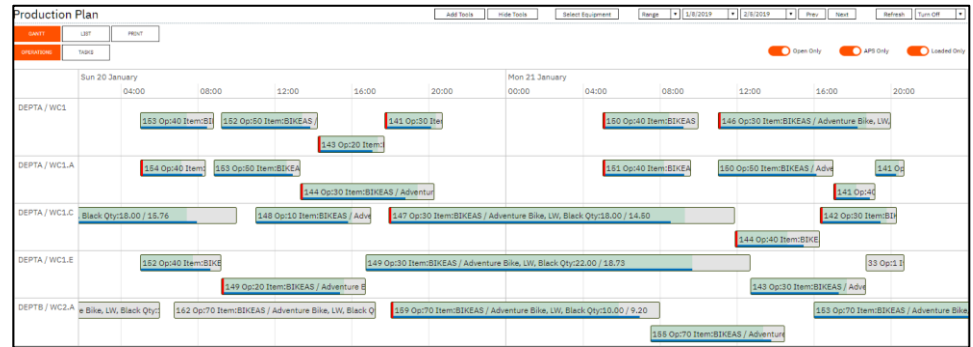 Production Plan
Add Tools Hide Tools Select Equipment Range 1/8/2019 2/8/2019 Prev Next Refresh Turn Off
GANTT LIST PRINT
OPERATIONS TASKS
Open Only APS Only Loaded Only
Sun 20 January Mon 21 January
04:00 08:00 12:00 16:00 20:00 00:00 04:00 08:00 12:00 16:00 20:00
DEPTA / WC1
153 Op:40 Item:BI 152 Op:50 Item:BIKEAS / 141 Op:30 Ite 150 Op:40 Item:BIKEAS 146 Op:30 Item:BIKEAS / Adventure Bike, LW,
143 Op:20 Item:
DEPTA / WC1.A
154 Op:40 Item: 153 Op:50 Item:BIKEA 151 Op:40 Item:BIKEA 150 Op:50 Item:BIKEAS / Adve 141 Op
144 Op:30 Item:BIKEAS / Adventur 141 Op:40
DEPTA / WC1.C
, Black Qty:18.00 / 15.76 148 Op:10 Item:BIKEAS / Adve 147 Op:30 Item:BIKEAS / Adventure Bike, LW, Black Qty:18.00 / 14.50 142 Op:30 Item:BIK
144 Op:40 Item:BIKE
DEPTA / WC1.E
152 Op:40 Item:BIKE 149 Op:30 Item:BIKEAS / Adventure Bike, LW, Black Qty:22.00 / 18.73 33 Op:1 I
149 Op:20 Item:BIKEAS / Adventure B 143 Op:30 Item:BIKEAS / Adve
DEPTB / WC2.A
e Bike, LW, Black Qty: 162 Op:70 Item:BIKEAS / Adventure Bike, LW, Black Q 159 Op:70 Item:BIKEAS / Adventure Bike, LW, Black Qty:10.00 / 9.20 153 Op:70 Item:BIKEAS / Adventure Bike,
155 Op:70 Item:BIKEAS / Adventure